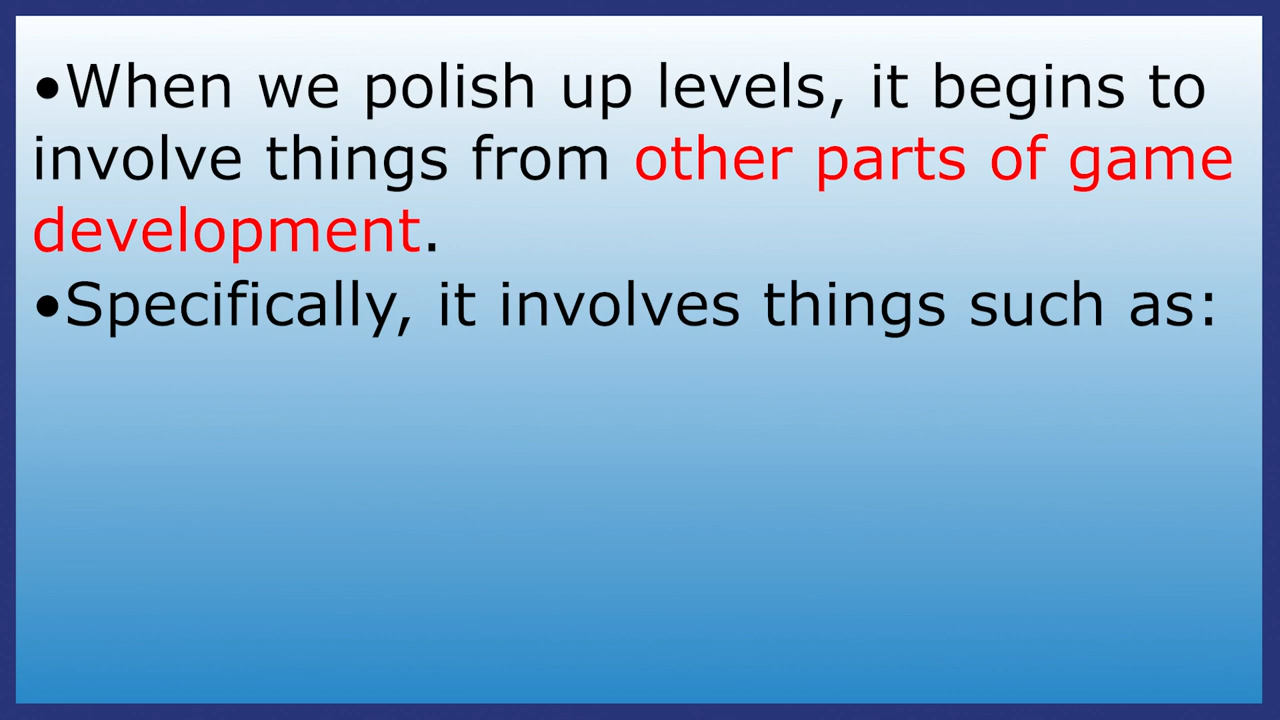 •When we polish up levels, it begins to
involve things from other parts of game
development.
•Specifically, it involves things such as: